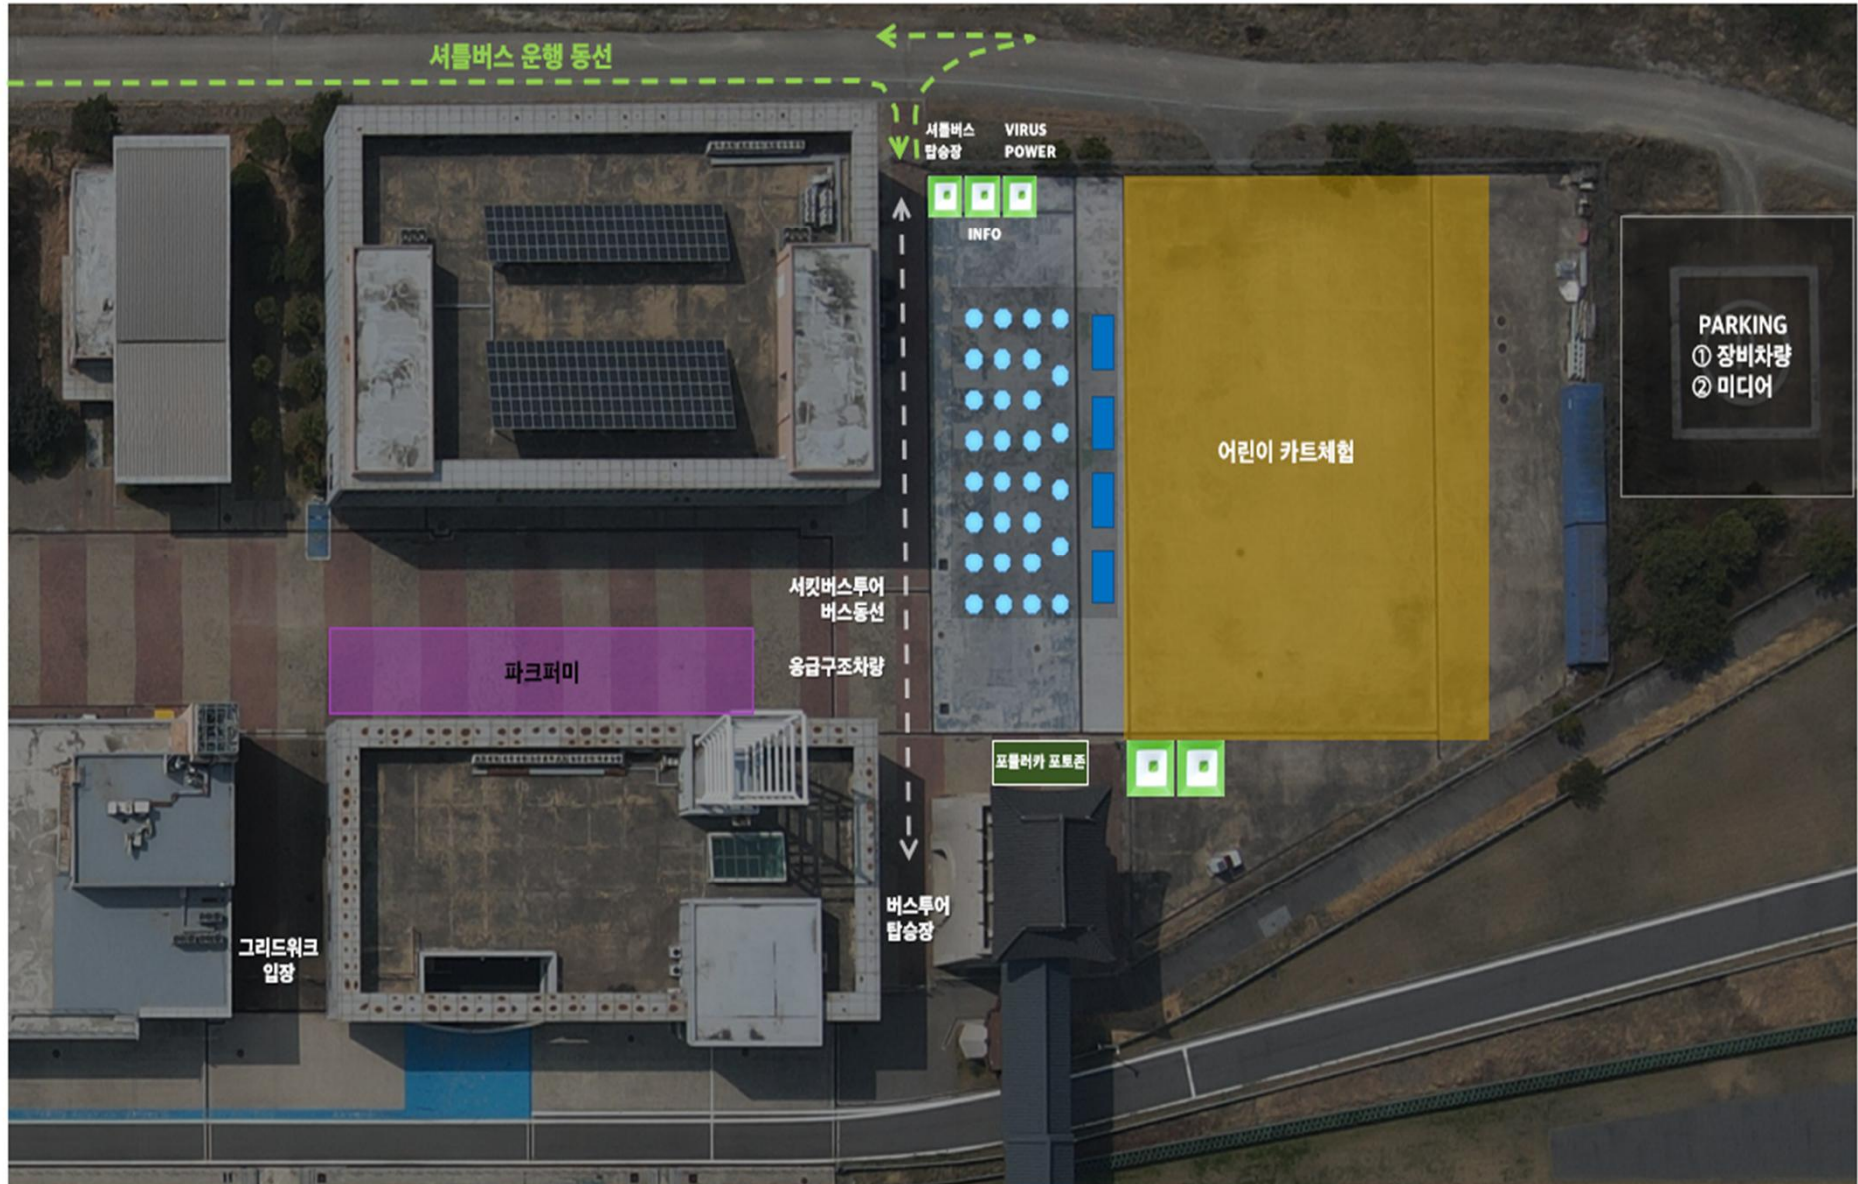 셔틀버스 운행 동선
셔틀버스
탑승장
VIRUS
POWER
INFO
PARKING
① 장비차량
② 미디어
어린이 카트체험
서킷버스투어
버스동선
파크퍼미
응급구조차량
포뮬러카 포토존
버스투어
탑승장
그리드워크
입장